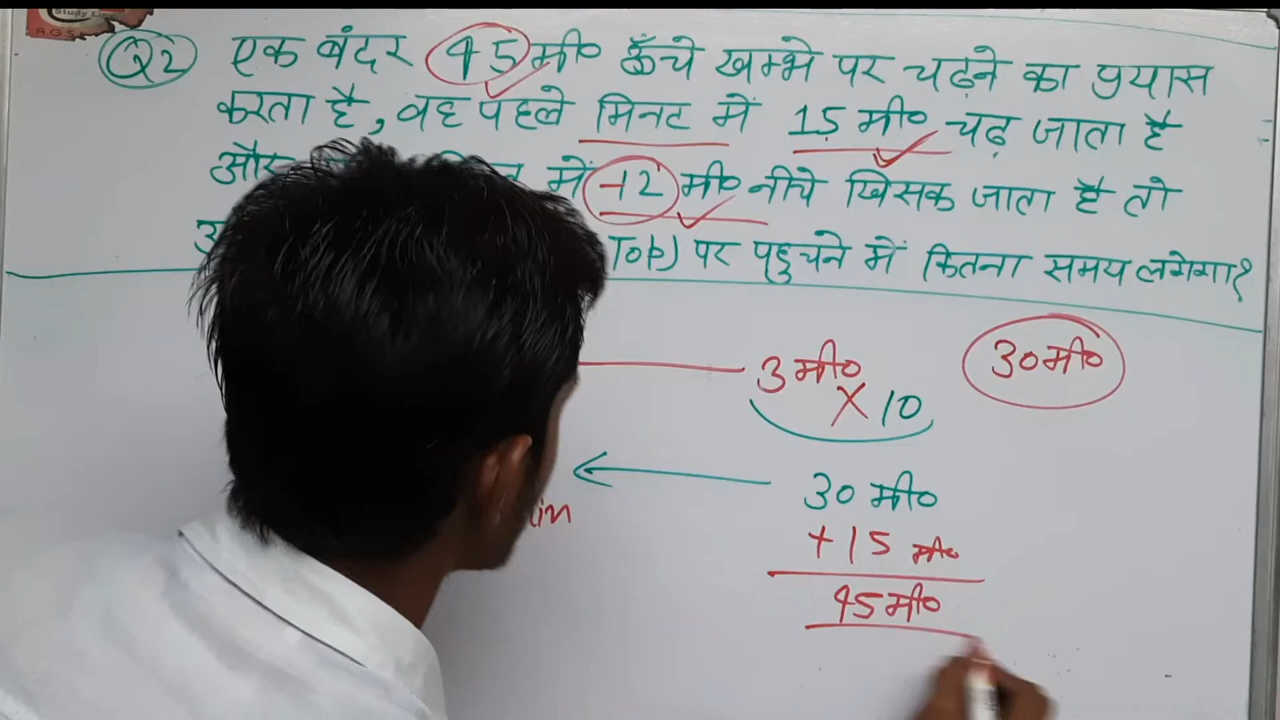 Study Line
R.G.S
Q2 एक बंदर 45 मी० ऊँचे खम्भे पर चढ़ने का प्रयास
करता है, वह पहले मिनट में 15 मी० चढ़ जाता है
और में -12 मी० नीचे खिसक जाता है तो
Top) पर पहुचने में कितना समय लगेगा?
3 मी० 30 मी०
X 10
30 मी०
+ 15 मी०
45 मी०